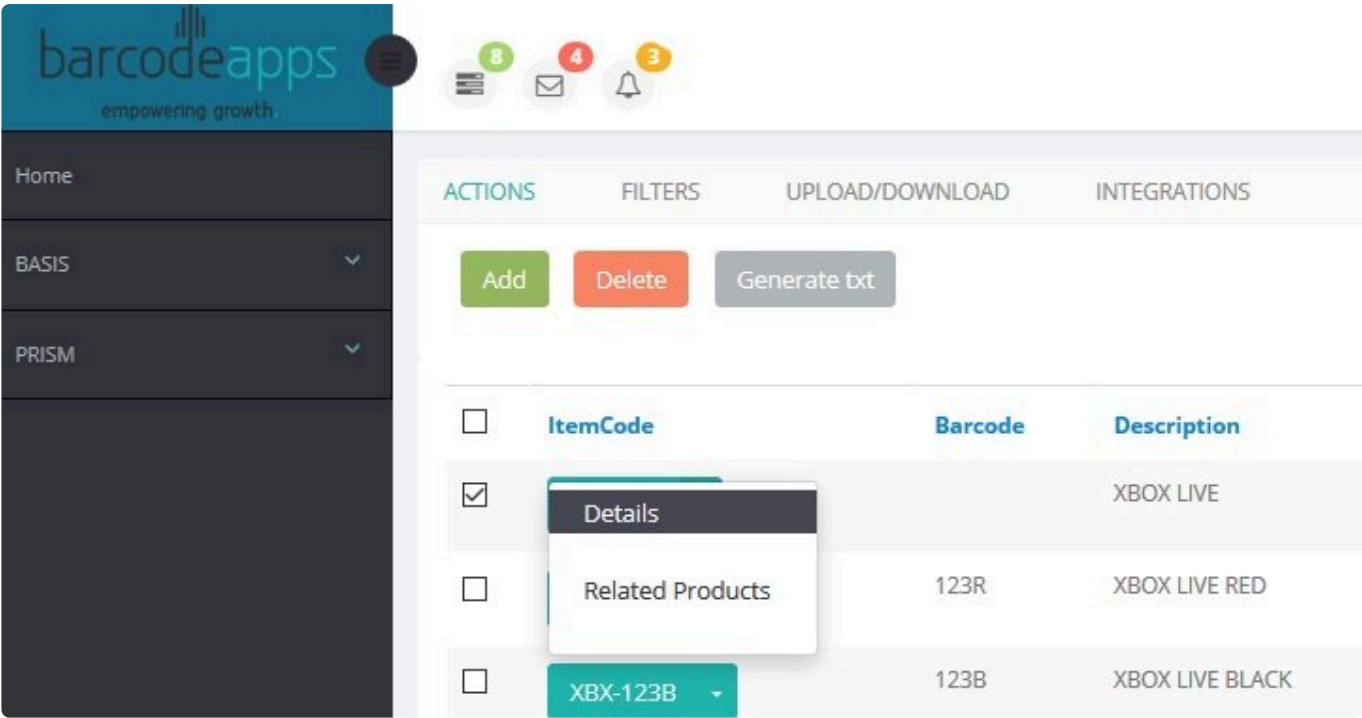 barcodeapps
empowering growth.
8 4 3
Home
BASIS
PRISM
ACTIONS FILTERS UPLOAD/DOWNLOAD INTEGRATIONS
Add Delete Generate txt
ItemCode Barcode Description
XBOX LIVE
Details
Related Products
123R XBOX LIVE RED
XBX-123B 123B XBOX LIVE BLACK